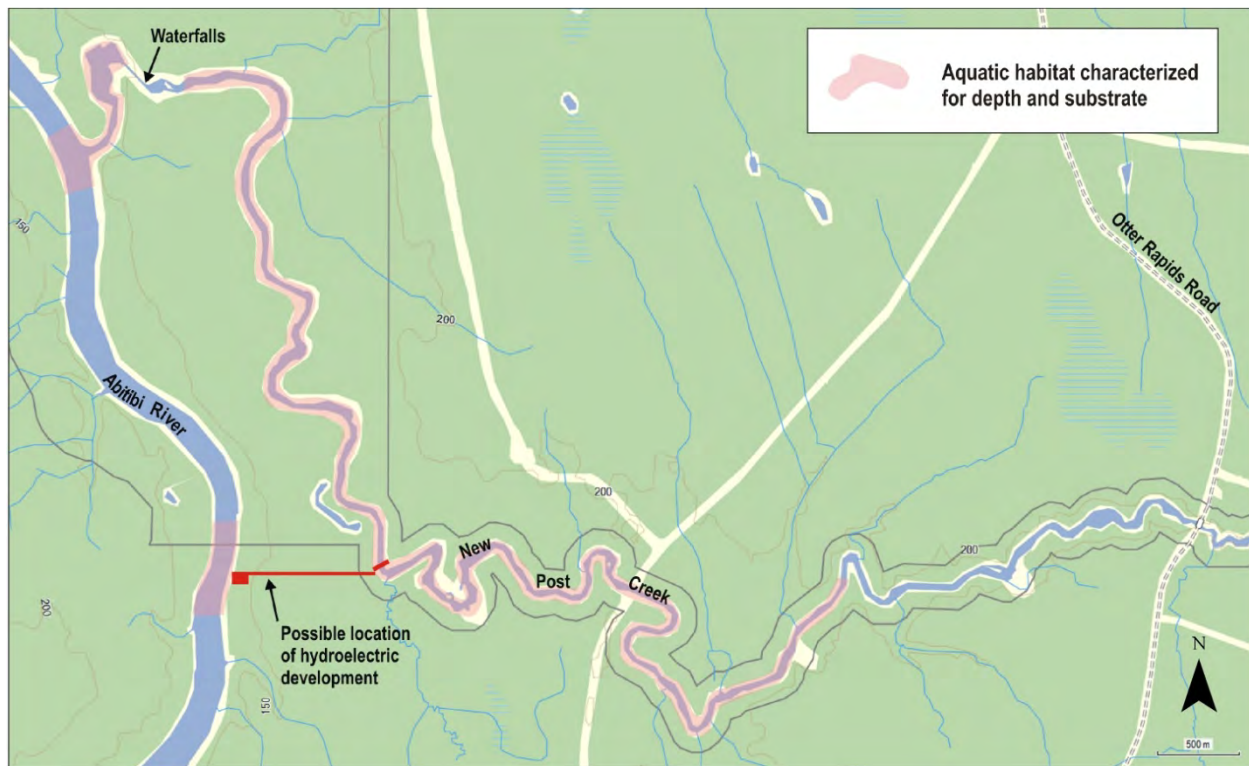 Waterfalls
Aquatic habitat characterized
for depth and substrate
150
Otter Rapids Road
200
Abitibi River
200
New
Post
Creek
200
200
150
Possible location
of hydroelectric
development
N
500 m